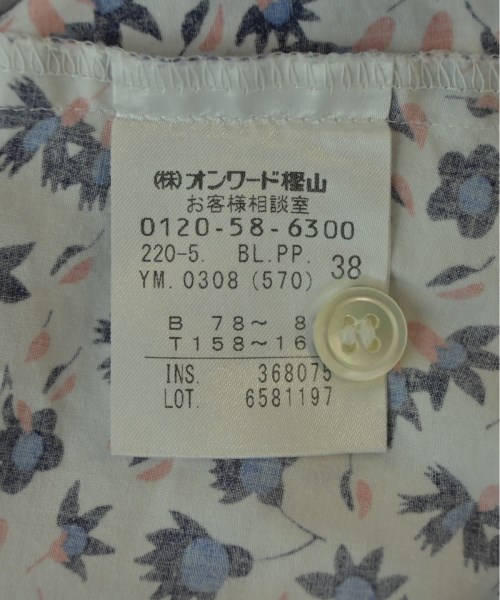 (株)オンワード樫山
お客様相談室
0120-58-6300
220-5. BL.PP.
YM.0308(570) 38
B 78~ 8
T158~16
INS. 368075
LOT. 6581197